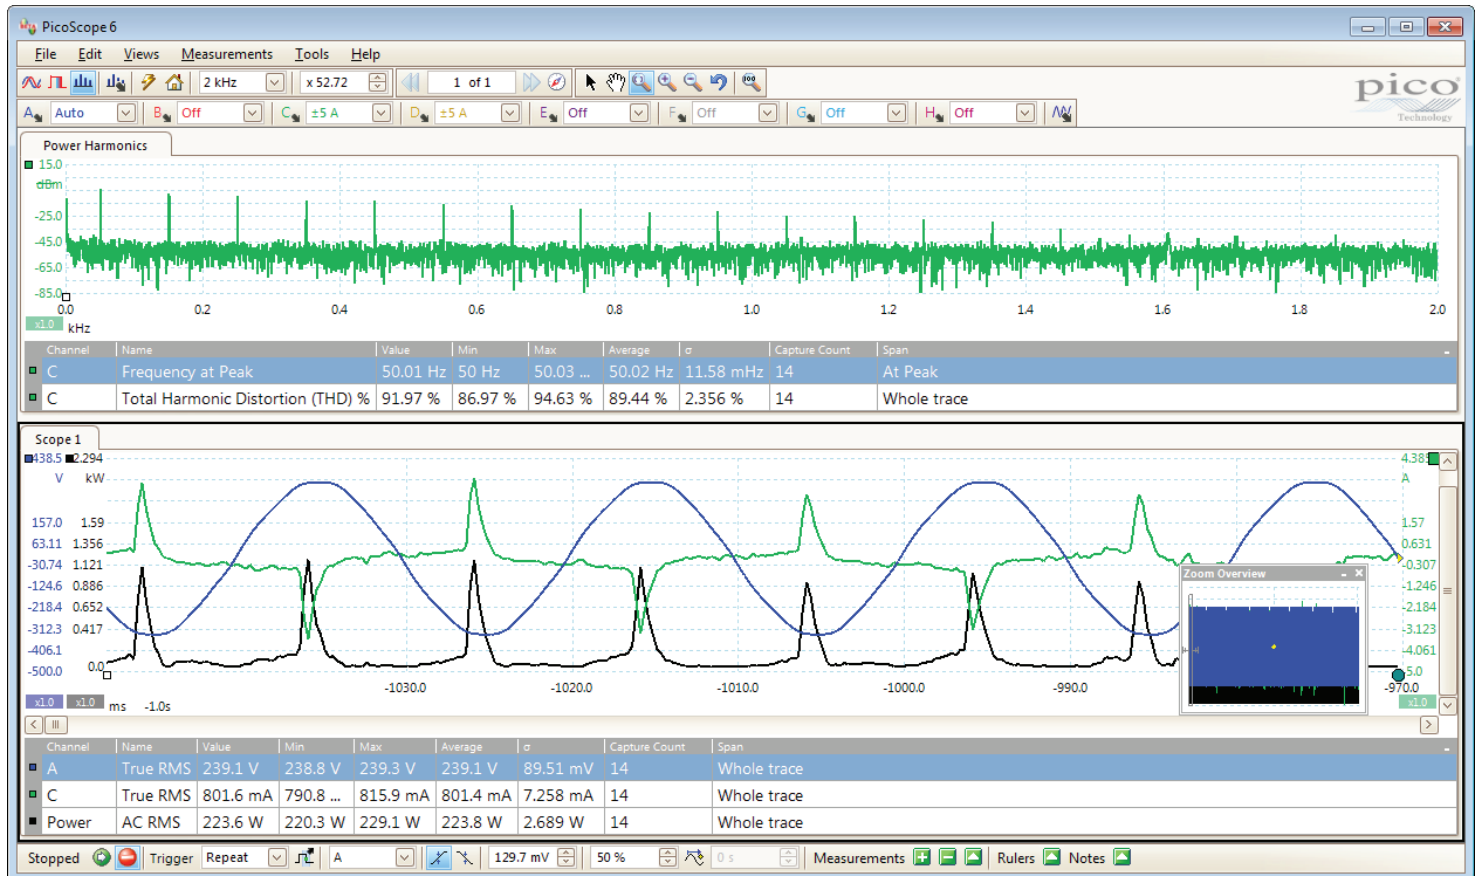 PicoScope 6
File Edit Views Measurements Tools Help
2 kHz x 52.72 1 of 1
pico
Technology
A Auto B Off C ±5 A D ±5 A E Off F Off G Off H Off
Power Harmonics
15.0
dBm
-25.0
-45.0
-65.0
-85.0
0.0 0.2 0.4 0.6 0.8 1.0 1.2 1.4 1.6 1.8 2.0
x1.0 kHz
Channel Name Value Min Max Average σ Capture Count Span
C Frequency at Peak 50.01 Hz 50 Hz 50.03 ... 50.02 Hz 11.58 mHz 14 At Peak
C Total Harmonic Distortion (THD) % 91.97 % 86.97 % 94.63 % 89.44 % 2.356 % 14 Whole trace
Scope 1
438.5 2.294 4.385
V kW A
157.0 1.59 1.57
63.11 1.356 0.631
-30.74 1.121 -0.307
-124.6 0.886 -1.246
-218.4 0.652 -2.184
-312.3 0.417 -3.123
-406.1 -4.061
-500.0 0.0 -5.0
Zoom Overview
-1030.0 -1020.0 -1010.0 -1000.0 -990.0 -970.0
x1.0 x1.0 ms -1.0s x1.0
Channel Name Value Min Max Average σ Capture Count Span
A True RMS 239.1 V 238.8 V 239.3 V 239.1 V 89.51 mV 14 Whole trace
C True RMS 801.6 mA 790.8 ... 815.9 mA 801.4 mA 7.258 mA 14 Whole trace
Power AC RMS 223.6 W 220.3 W 229.1 W 223.8 W 2.689 W 14 Whole trace
Stopped Trigger Repeat A 129.7 mV 50 % 0 s Measurements Rulers Notes